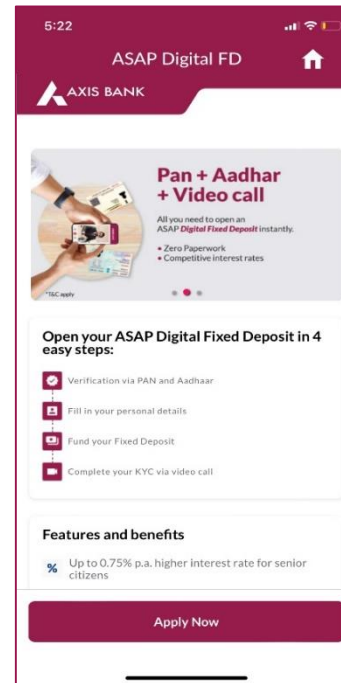 5:22
ASAP Digital FD
AXIS BANK
Pan + Aadhar
+ Video call
All you need to open an
ASAP Digital Fixed Deposit instantly.
• Zero Paperwork
• Competitive interest rates
*T&C apply
Open your ASAP Digital Fixed Deposit in 4
easy steps:
Verification via PAN and Aadhaar
Fill in your personal details
Fund your Fixed Deposit
Complete your KYC via video call
Features and benefits
% Up to 0.75% p.a. higher interest rate for senior
citizens
Apply Now